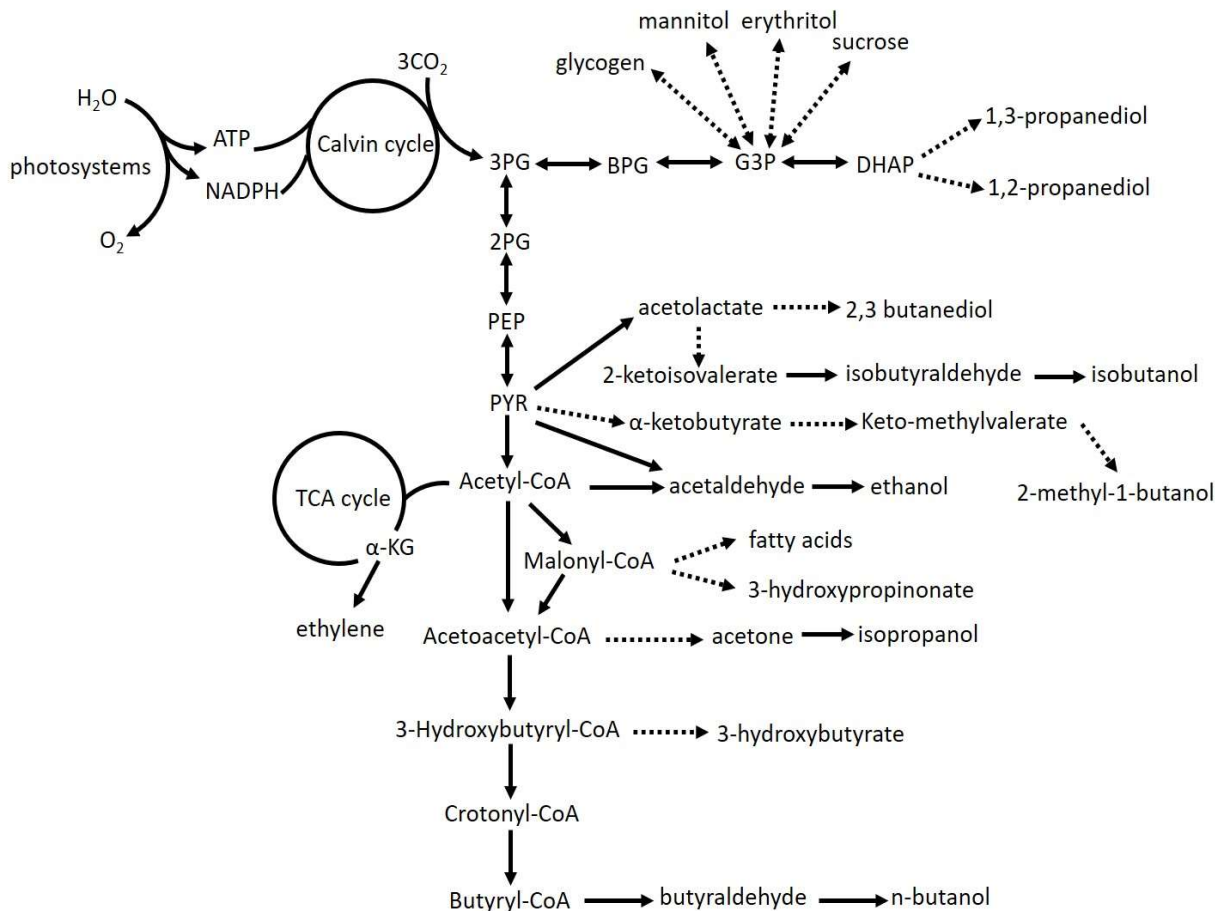 mannitol erythritol
sucrose
glycogen
3CO₂
H₂O
ATP
Calvin cycle
1,3-propanediol
photosystems
NADPH
3PG
BPG
G3P
DHAP
1,2-propanediol
O₂
2PG
PEP
acetolactate
2,3 butanediol
2-ketoisovalerate
isobutyraldehyde
isobutanol
PYR
α-ketobutyrate
Keto-methylvalerate
Acetyl-CoA
acetaldehyde
ethanol
2-methyl-1-butanol
TCA cycle
α-KG
Malonyl-CoA
fatty acids
3-hydroxypropinonate
ethylene
Acetoacetyl-CoA
acetone
isopropanol
3-Hydroxybutyryl-CoA
3-hydroxybutyrate
Crotonyl-CoA
Butyryl-CoA
butyraldehyde
n-butanol